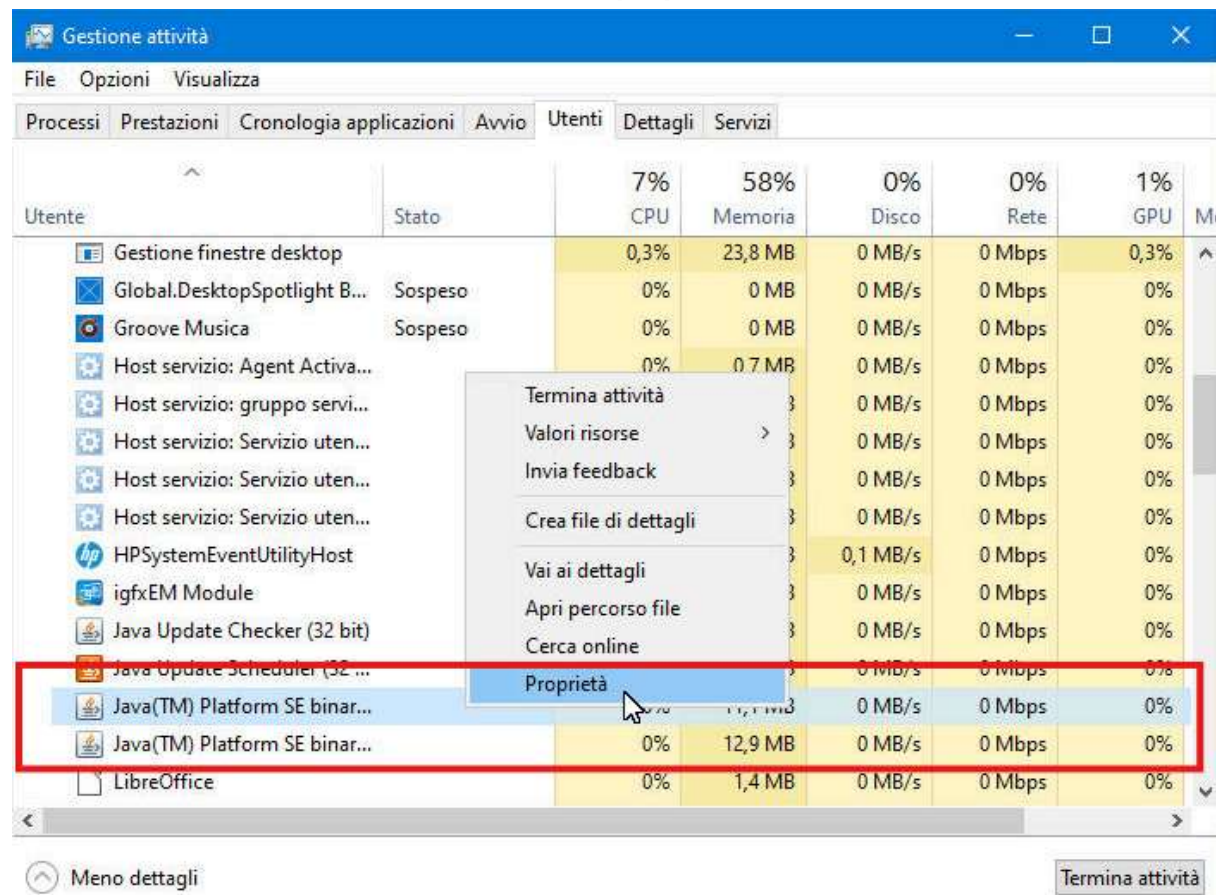 Gestione attività
File Opzioni Visualizza
Processi Prestazioni Cronologia applicazioni Avvio Utenti Dettagli Servizi
7% 58% 0% 0% 1%
Utente Stato CPU Memoria Disco Rete GPU
Gestione finestre desktop 0,3% 23,8 MB 0 MB/s 0 Mbps 0,3%
Global.DesktopSpotlight B... Sospeso 0% 0 MB 0 MB/s 0 Mbps 0%
Groove Musica Sospeso 0% 0 MB 0 MB/s 0 Mbps 0%
Host servizio: Agent Activa... 0% 0,7 MB 0 MB/s 0 Mbps 0%
Host servizio: gruppo servi... 0 MB/s 0 Mbps 0%
Host servizio: Servizio uten... 0 MB/s 0 Mbps 0%
Host servizio: Servizio uten... 0 MB/s 0 Mbps 0%
Host servizio: Servizio uten... 0 MB/s 0 Mbps 0%
HPSystemEventUtilityHost 0,1 MB/s 0 Mbps 0%
igfxEM Module 0 MB/s 0 Mbps 0%
Java Update Checker (32 bit) 0 MB/s 0 Mbps 0%
Java Update Scheduler (32 ... 0 MB/s 0 Mbps 0%
Java(TM) Platform SE binar... 0 MB/s 0 Mbps 0%
Java(TM) Platform SE binar... 0% 12,9 MB 0 MB/s 0 Mbps 0%
LibreOffice 0% 1,4 MB 0 MB/s 0 Mbps 0%
Termina attività
Valori risorse
Invia feedback
Crea file di dettagli
Vai ai dettagli
Apri percorso file
Cerca online
Proprietà
Meno dettagli Termina attività